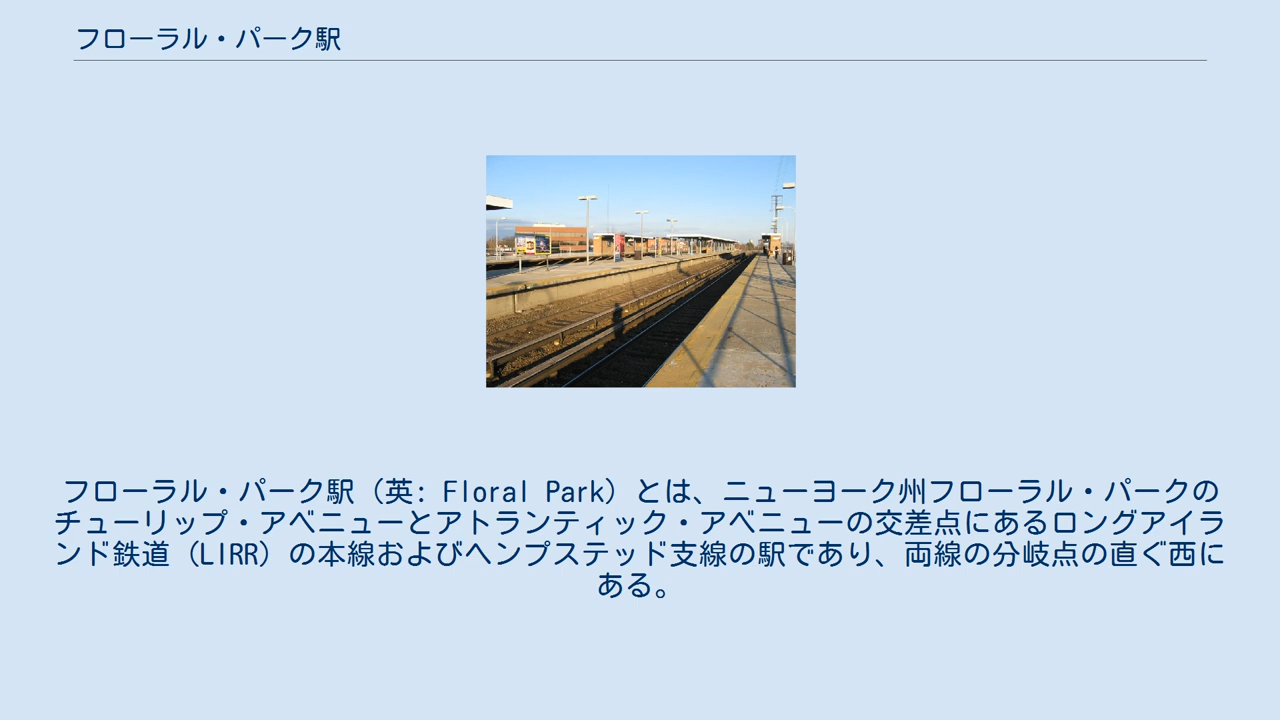 フローラル・パーク駅
フローラル・パーク駅（英: Floral Park）とは、ニューヨーク州フローラル・パークの
チューリップ・アベニューとアトランティック・アベニューの交差点にあるロングアイラ
ンド鉄道（LIRR）の本線およびヘンプステッド支線の駅であり、両線の分岐点の直ぐ西に
ある。